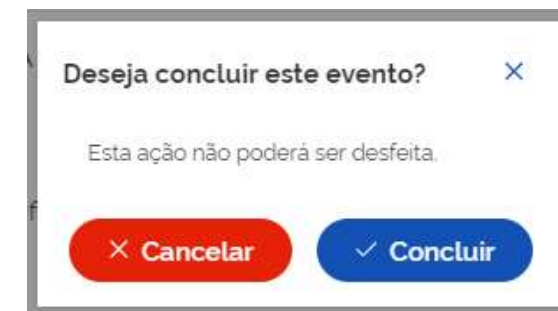 Deseja concluir este evento?
Esta ação não poderá ser desfeita.
Cancelar
Concluir